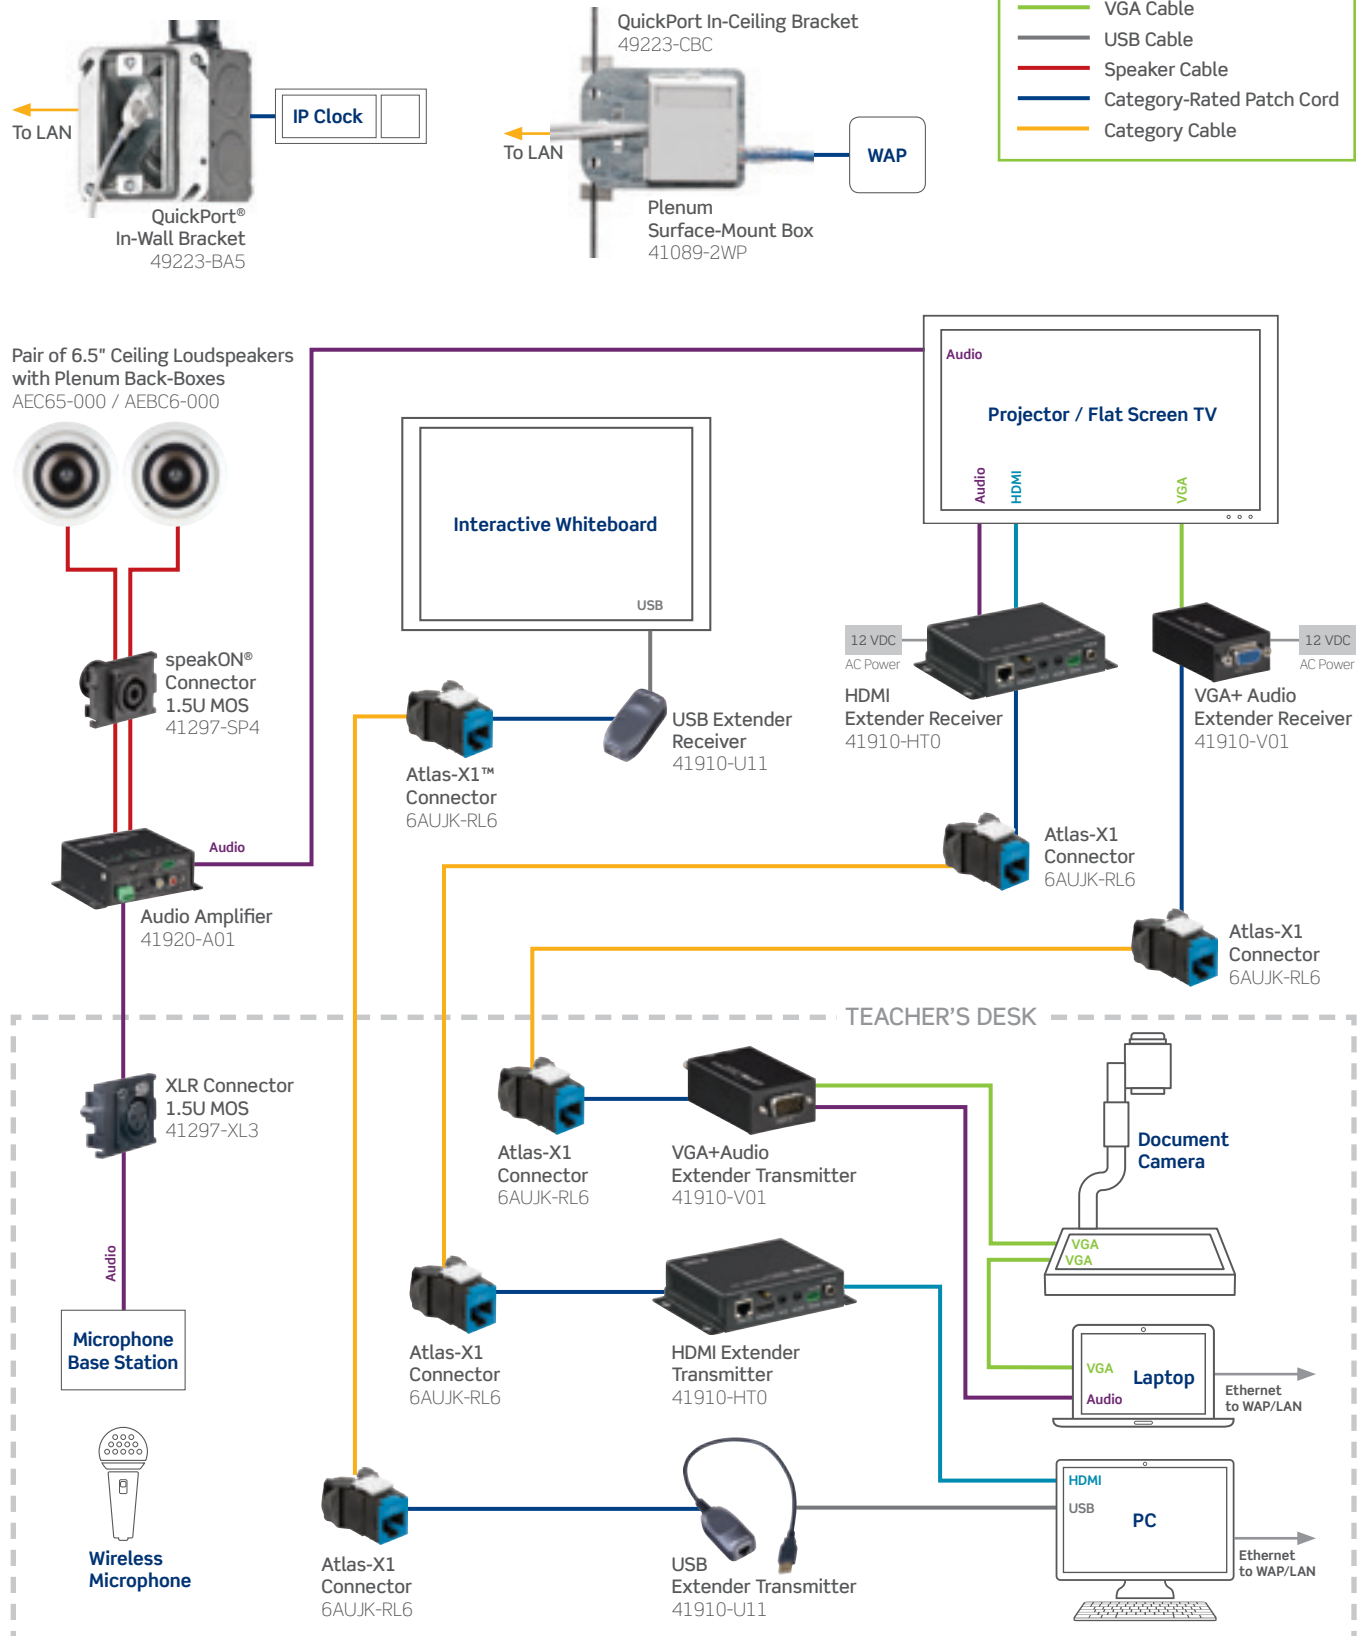 VGA Cable
USB Cable
Speaker Cable
Category-Rated Patch Cord
Category Cable
To LAN
IP Clock
QuickPort®
In-Wall Bracket
49223-BA5
QuickPort In-Ceiling Bracket
49223-CBC
To LAN
WAP
Plenum
Surface-Mount Box
41089-2WP
Pair of 6.5" Ceiling Loudspeakers
with Plenum Back-Boxes
AEC65-000 / AEBC6-000
Audio
Projector / Flat Screen TV
Audio
HDMI
VGA
Interactive Whiteboard
USB
12 VDC
AC Power
12 VDC
AC Power
speakON®
Connector
1.5U MOS
41297-SP4
HDMI
Extender Receiver
41910-HT0
VGA+ Audio
Extender Receiver
41910-V01
USB Extender
Receiver
41910-U11
Atlas-X1™
Connector
6AUJK-RL6
Audio
Atlas-X1
Connector
6AUJK-RL6
Audio Amplifier
41920-A01
Atlas-X1
Connector
6AUJK-RL6
TEACHER'S DESK
XLR Connector
1.5U MOS
41297-XL3
Atlas-X1
Connector
6AUJK-RL6
VGA+Audio
Extender Transmitter
41910-V01
Document
Camera
VGA
VGA
Audio
Microphone
Base Station
Atlas-X1
Connector
6AUJK-RL6
HDMI Extender
Transmitter
41910-HT0
VGA
Laptop
Audio
Ethernet
to WAP/LAN
HDMI
USB
PC
Ethernet
to WAP/LAN
Wireless
Microphone
Atlas-X1
Connector
6AUJK-RL6
USB
Extender Transmitter
41910-U11